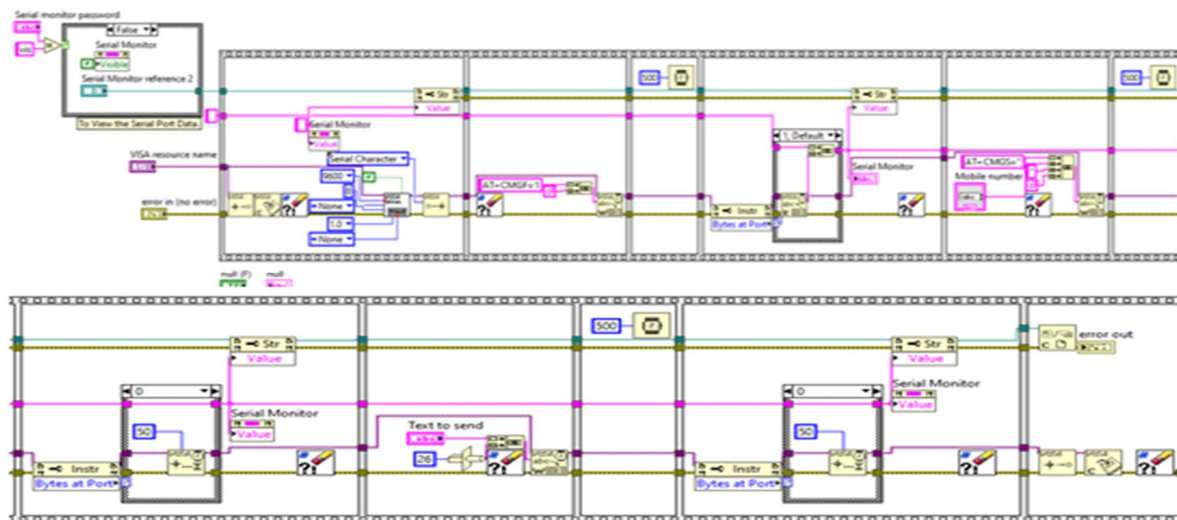 Serial monitor password
False
Serial Monitor
Visible
Serial Monitor reference 2
To View the Serial Port Data.
VISA resource name
error in (no error)
500
500
Str
Value
Str
Value
Serial Monitor
Value
Serial Character
9600
None
1.0
None
AT+CMGF=1
1, Default
Serial Monitor
AT+CMGS="
Mobile number
Instr
Bytes at Port
null (F)
null
500
Str
Value
Str
Value
error out
0
0
Serial Monitor
Value
Serial Monitor
Value
50
Text to send
26
50
Instr
Bytes at Port
Instr
Bytes at Port